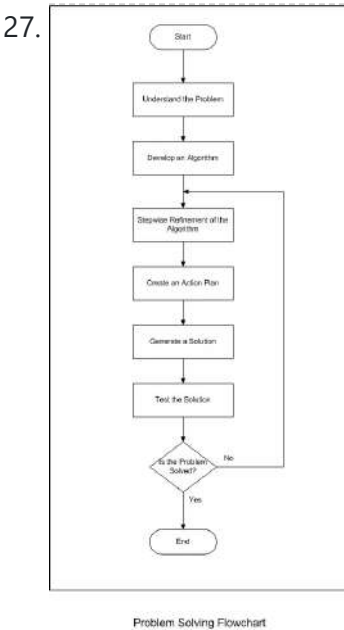 27.
Start
Understand the Problem
Develop an Algorithm
Stepwise Refinement of the
Algorithm
Create an Action Plan
Generate a Solution
Test the Solution
Is the Problem
Solved?
No
Yes
End
Problem Solving Flowchart